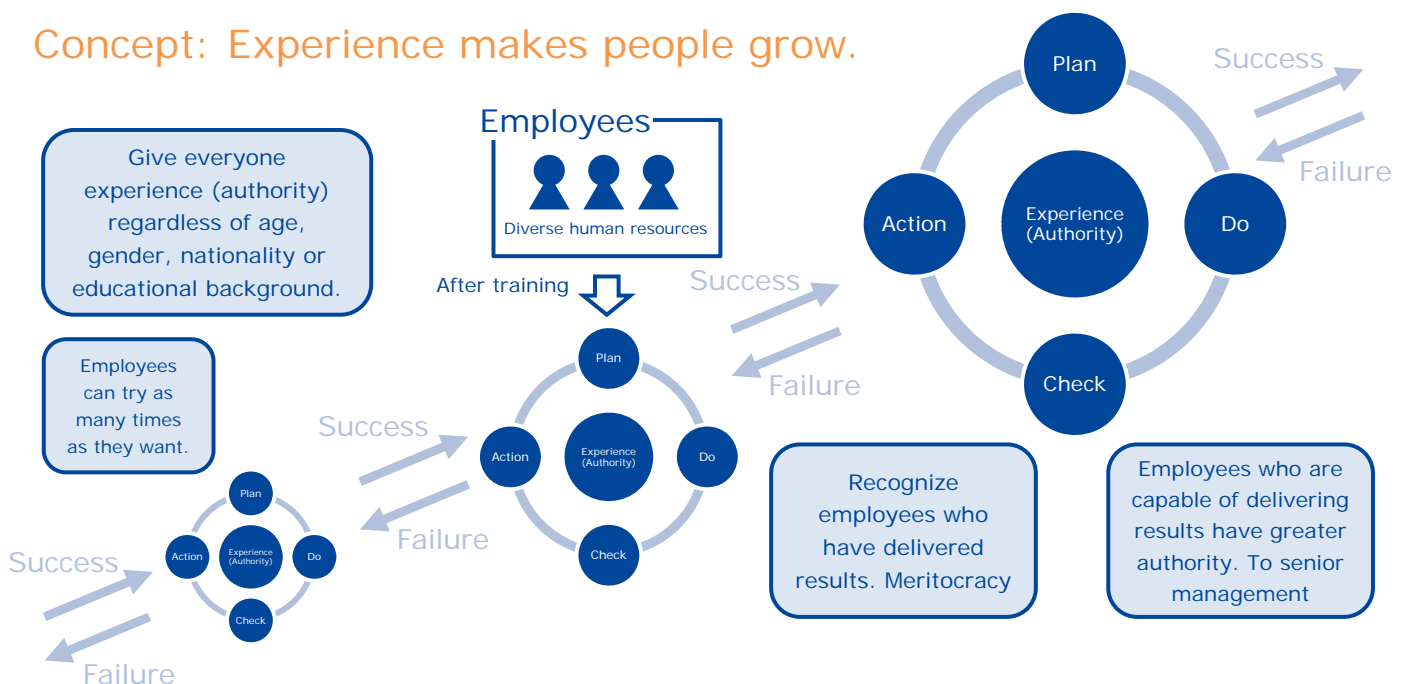 Concept: Experience makes people grow.
Give everyone
experience (authority)
regardless of age,
gender, nationality or
educational background.
Employees
can try as
many times
as they want.
Employees
Diverse human resources
After training
Success
Failure
Plan
Action
Experience
(Authority)
Do
Check
Success
Failure
Plan
Action
Experience
(Authority)
Do
Check
Success
Failure
Plan
Action
Experience
(Authority)
Do
Check
Success
Failure
Recognize
employees who
have delivered
results. Meritocracy
Employees who are
capable of delivering
results have greater
authority. To senior
management